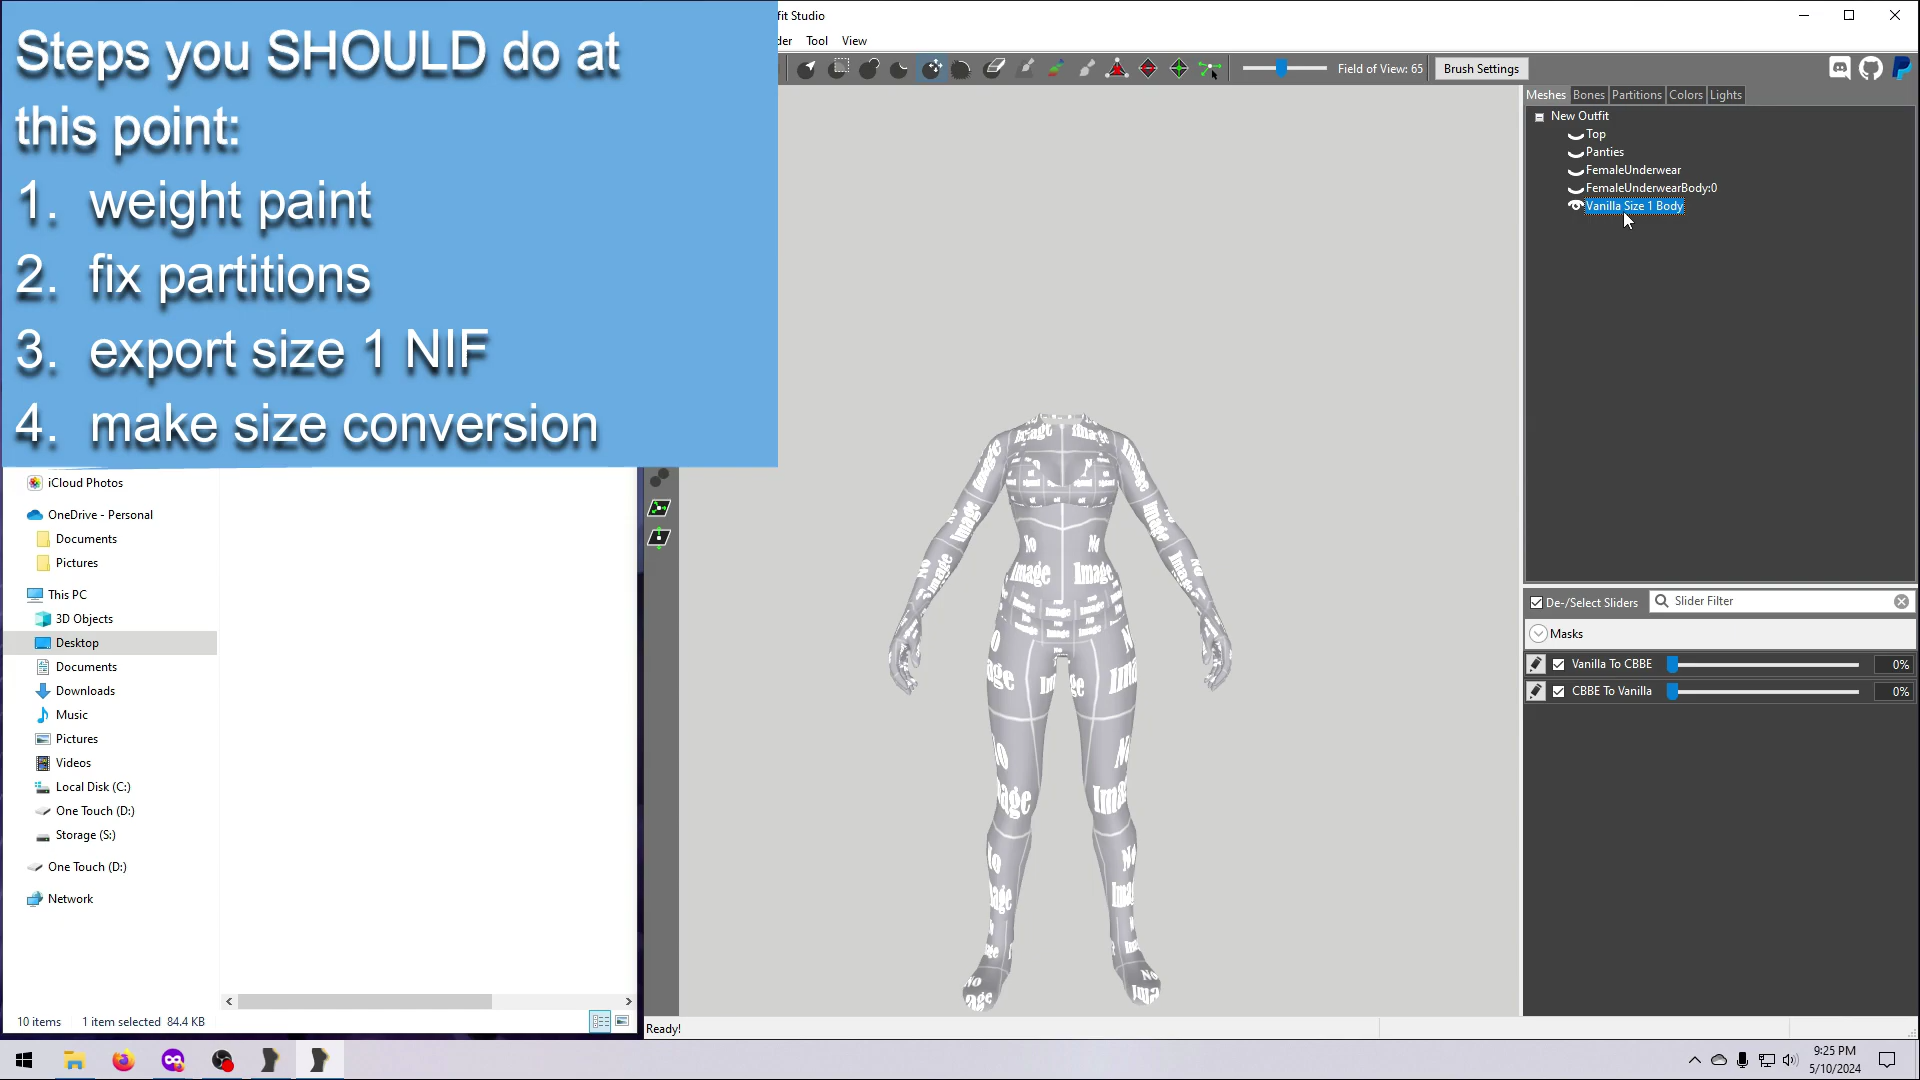 Steps you SHOULD do at
this point:
1. weight paint
2. fix partitions
3. export size 1 NIF
4. make size conversion
fit Studio
der Tool View
Field of View: 65
Brush Settings
Meshes Bones Partitions Colors Lights
New Outfit
Top
Panties
FemaleUnderwear
FemaleUnderwearBody:0
Vanilla Size 1 Body
De-/Select Sliders
Slider Filter
Masks
Vanilla To CBBE 0%
CBBE To Vanilla 0%
iCloud Photos
OneDrive - Personal
Documents
Pictures
This PC
3D Objects
Desktop
Documents
Downloads
Music
Pictures
Videos
Local Disk (C:)
One Touch (D:)
Storage (S:)
One Touch (D:)
Network
10 items 1 item selected 84.4 KB
Ready!
No
Image
9:25 PM
5/10/2024